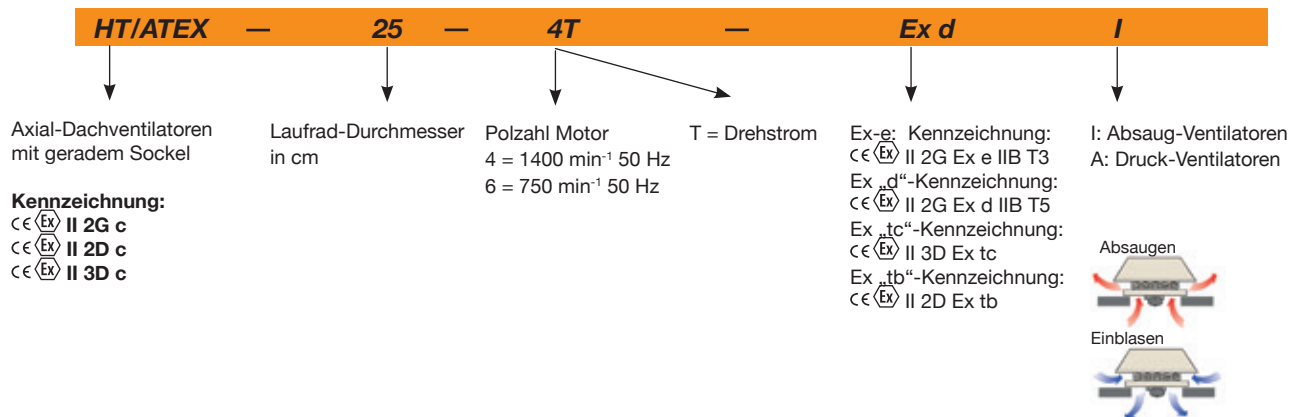 HT/ATEX — 25 — 4T — Ex d I
Axial-Dachventilatoren
mit geradem Sockel
Kennzeichnung:
CE Ex II 2G c
CE Ex II 2D c
CE Ex II 3D c
Laufrad-Durchmesser
in cm
Polzahl Motor
4 = 1400 min⁻¹ 50 Hz
6 = 750 min⁻¹ 50 Hz
T = Drehstrom
Ex-e: Kennzeichnung:
CE Ex II 2G Ex e IIB T3
Ex „d“-Kennzeichnung:
CE Ex II 2G Ex d IIB T5
Ex „tc“-Kennzeichnung:
CE Ex II 3D Ex tc
Ex „tb“-Kennzeichnung:
CE Ex II 2D Ex tb
I: Absaug-Ventilatoren
A: Druck-Ventilatoren
Absaugen
Einblasen